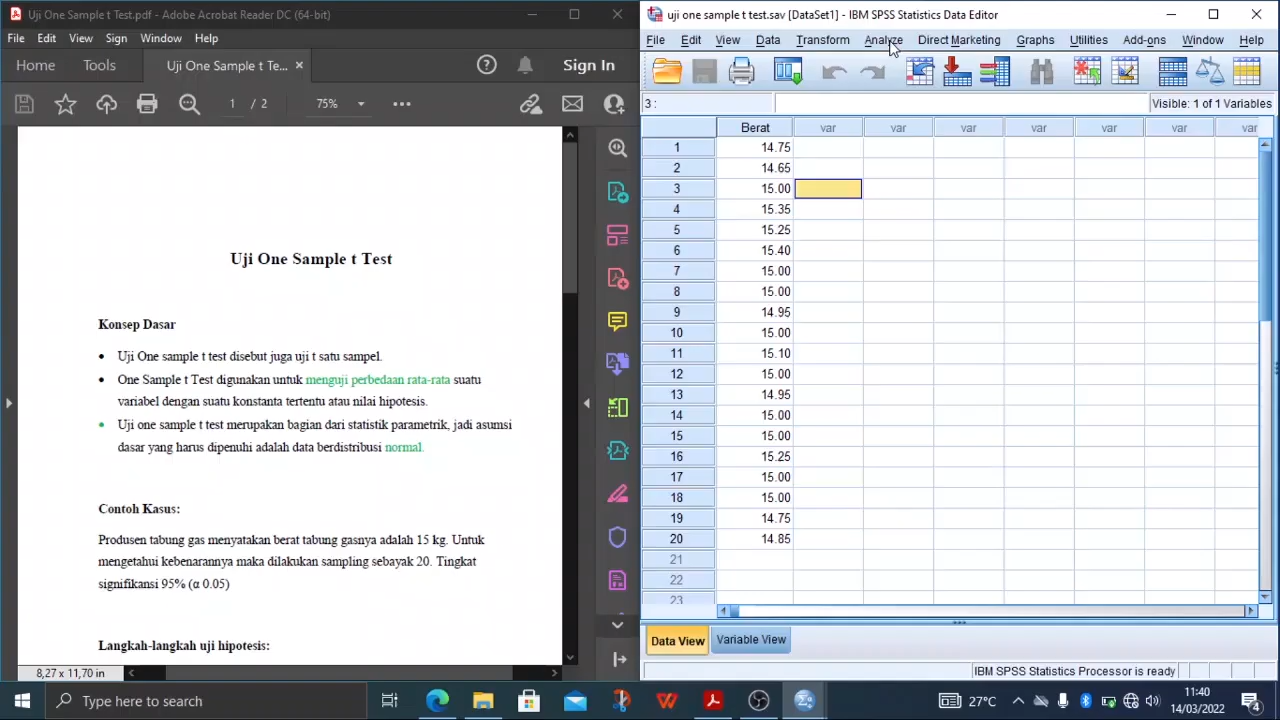 Uji One Sample t Test.pdf - Adobe Acrobat Reader DC (64-bit)
File Edit View Sign Window Help
Home Tools Uji One Sample t Te... Sign In
1 / 2 75%
Uji One Sample t Test
Konsep Dasar
• Uji One sample t test disebut juga uji t satu sampel.
• One Sample t Test digunakan untuk menguji perbedaan rata-rata suatu
variabel dengan suatu konstanta tertentu atau nilai hipotesis.
• Uji one sample t test merupakan bagian dari statistik parametrik, jadi asumsi
dasar yang harus dipenuhi adalah data berdistribusi normal.
Contoh Kasus:
Produsen tabung gas menyatakan berat tabung gasnya adalah 15 kg. Untuk
mengetahui kebenarannya maka dilakukan sampling sebayak 20. Tingkat
signifikansi 95% (α 0.05)
Langkah-langkah uji hipotesis:
8,27 x 11,70 in
uji one sample t test.sav [DataSet1] - IBM SPSS Statistics Data Editor
File Edit View Data Transform Analyze Direct Marketing Graphs Utilities Add-ons Window Help
3 : Visible: 1 of 1 Variables
Berat var var var var var var var
1 14.75
2 14.65
3 15.00
4 15.35
5 15.25
6 15.40
7 15.00
8 15.00
9 14.95
10 15.00
11 15.10
12 15.00
13 14.95
14 15.00
15 15.00
16 15.25
17 15.00
18 15.00
19 14.75
20 14.85
21
22
23
Data View Variable View
IBM SPSS Statistics Processor is ready
Type here to search
27°C
11:40
14/03/2022
4